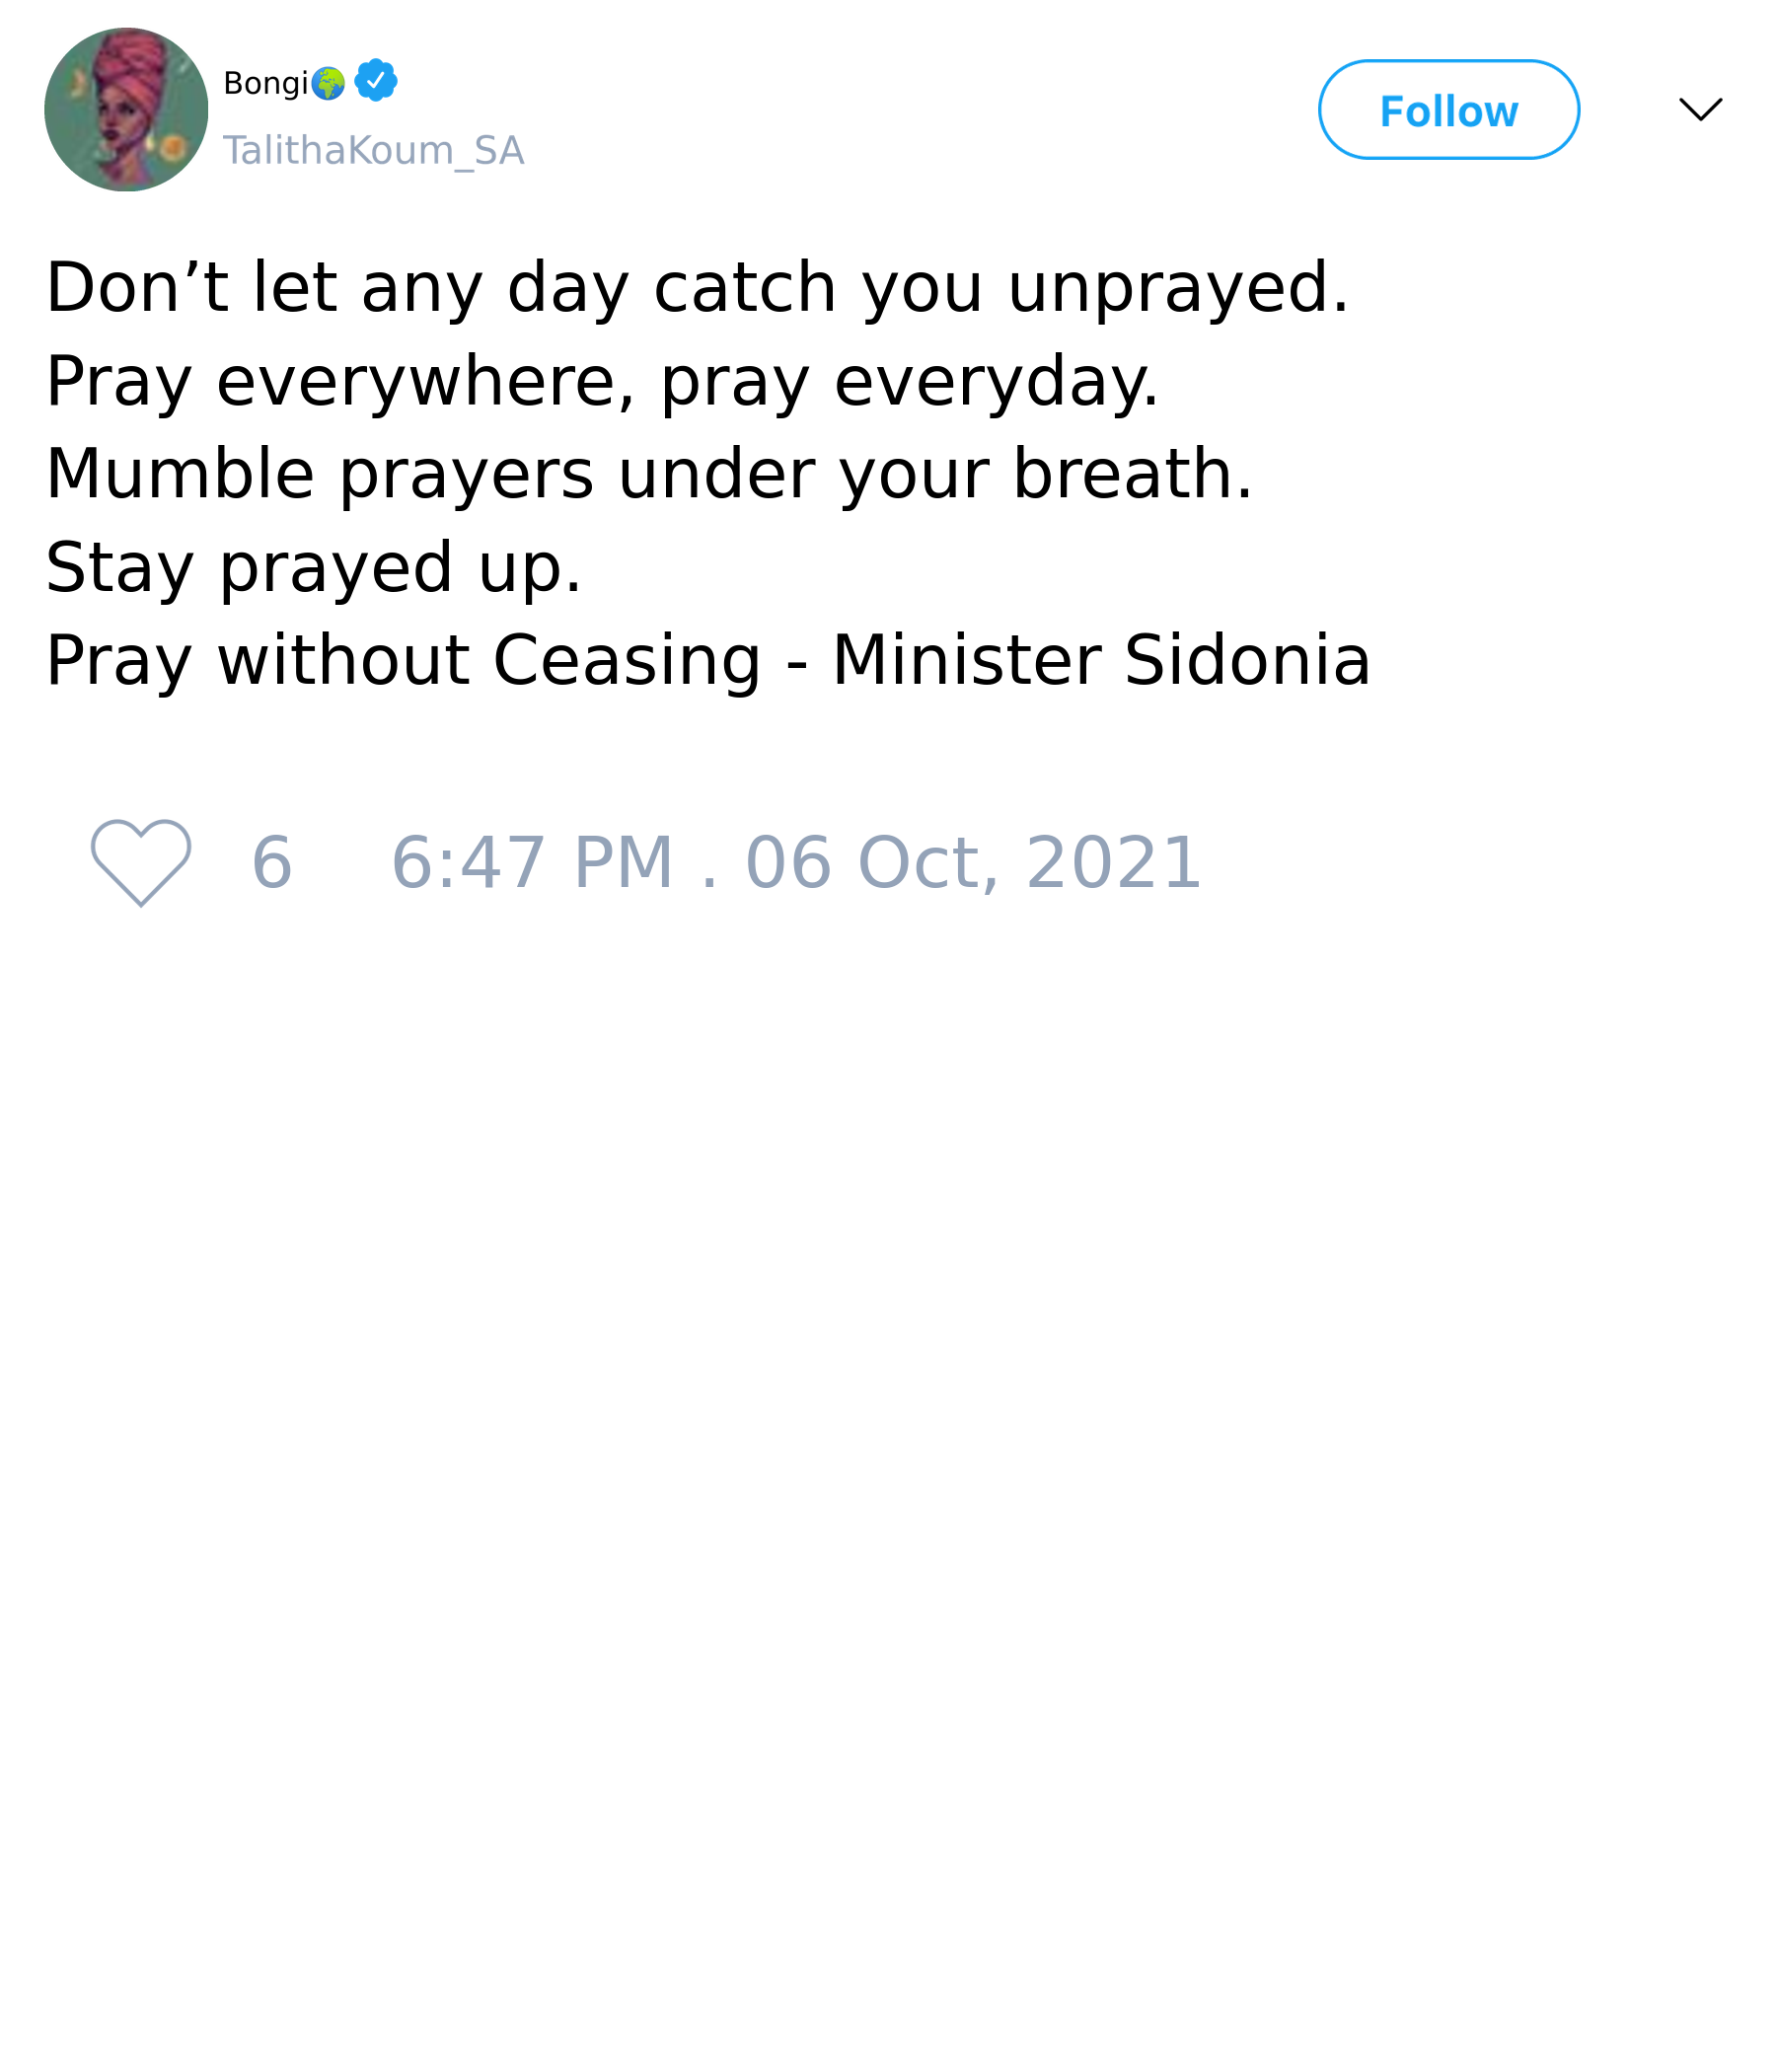 Bongi🌍
TalithaKoum_SA
Follow
Don’t let any day catch you unprayed.
Pray everywhere, pray everyday.
Mumble prayers under your breath.
Stay prayed up.
Pray without Ceasing - Minister Sidonia
6 6:47 PM . 06 Oct, 2021